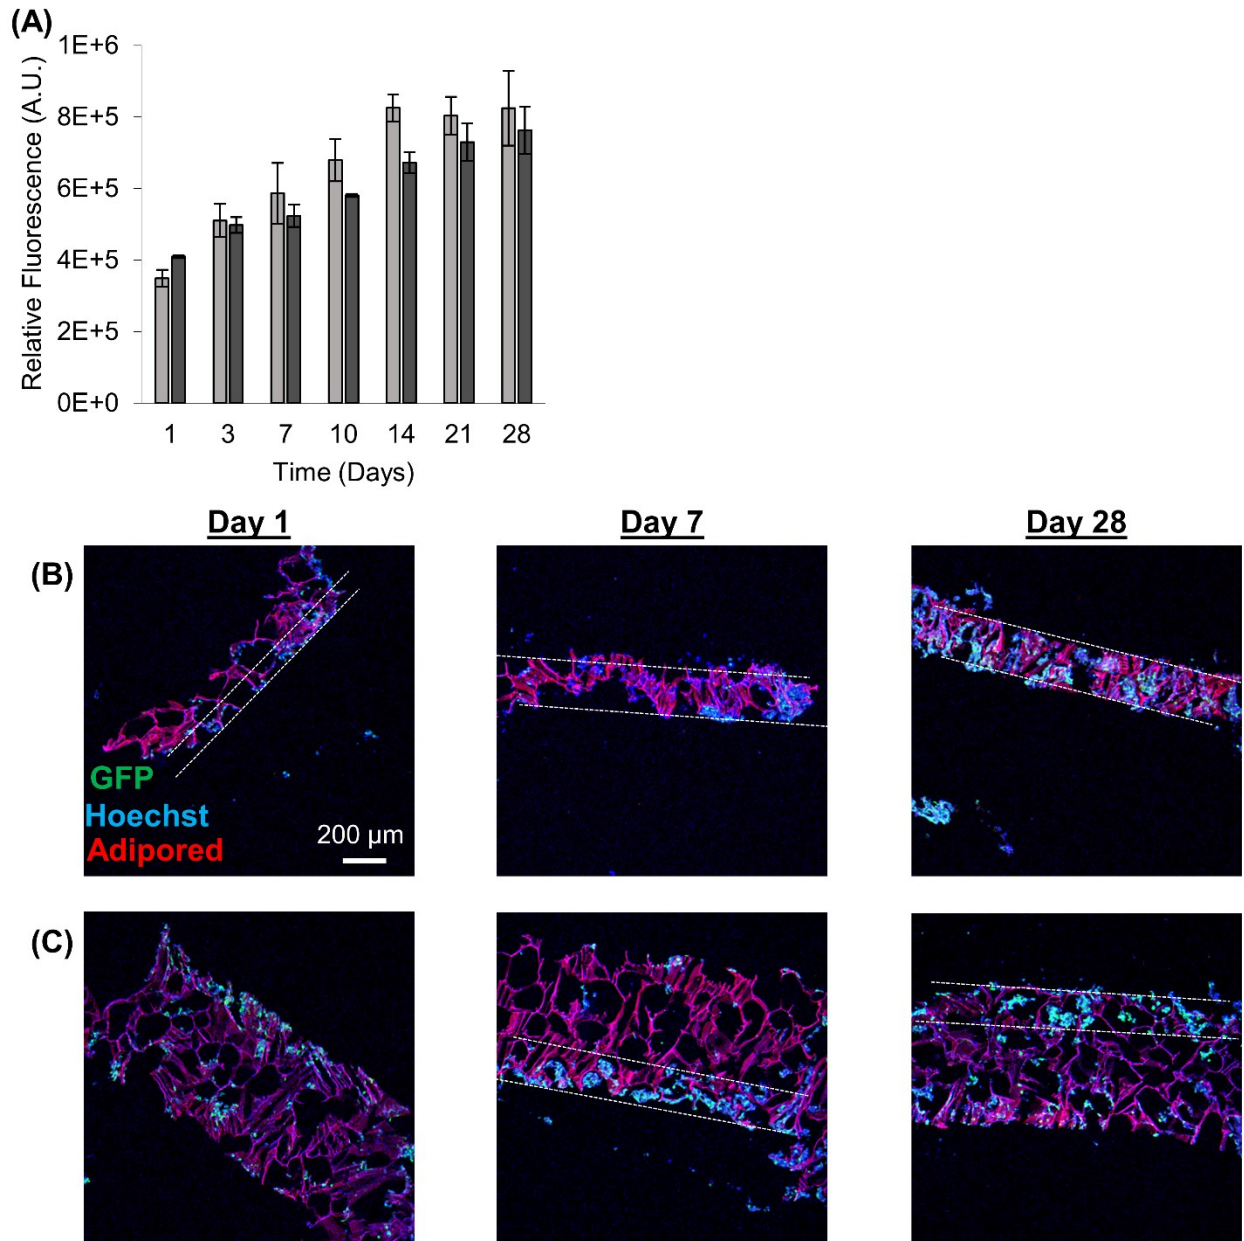 (A)
Relative Fluorescence (A.U.)
1E+6
8E+5
6E+5
4E+5
2E+5
0E+0
1 3 7 10 14 21 28
Time (Days)
Day 1 Day 7 Day 28
(B)
GFP
Hoechst
Adipored
200 µm
(C)